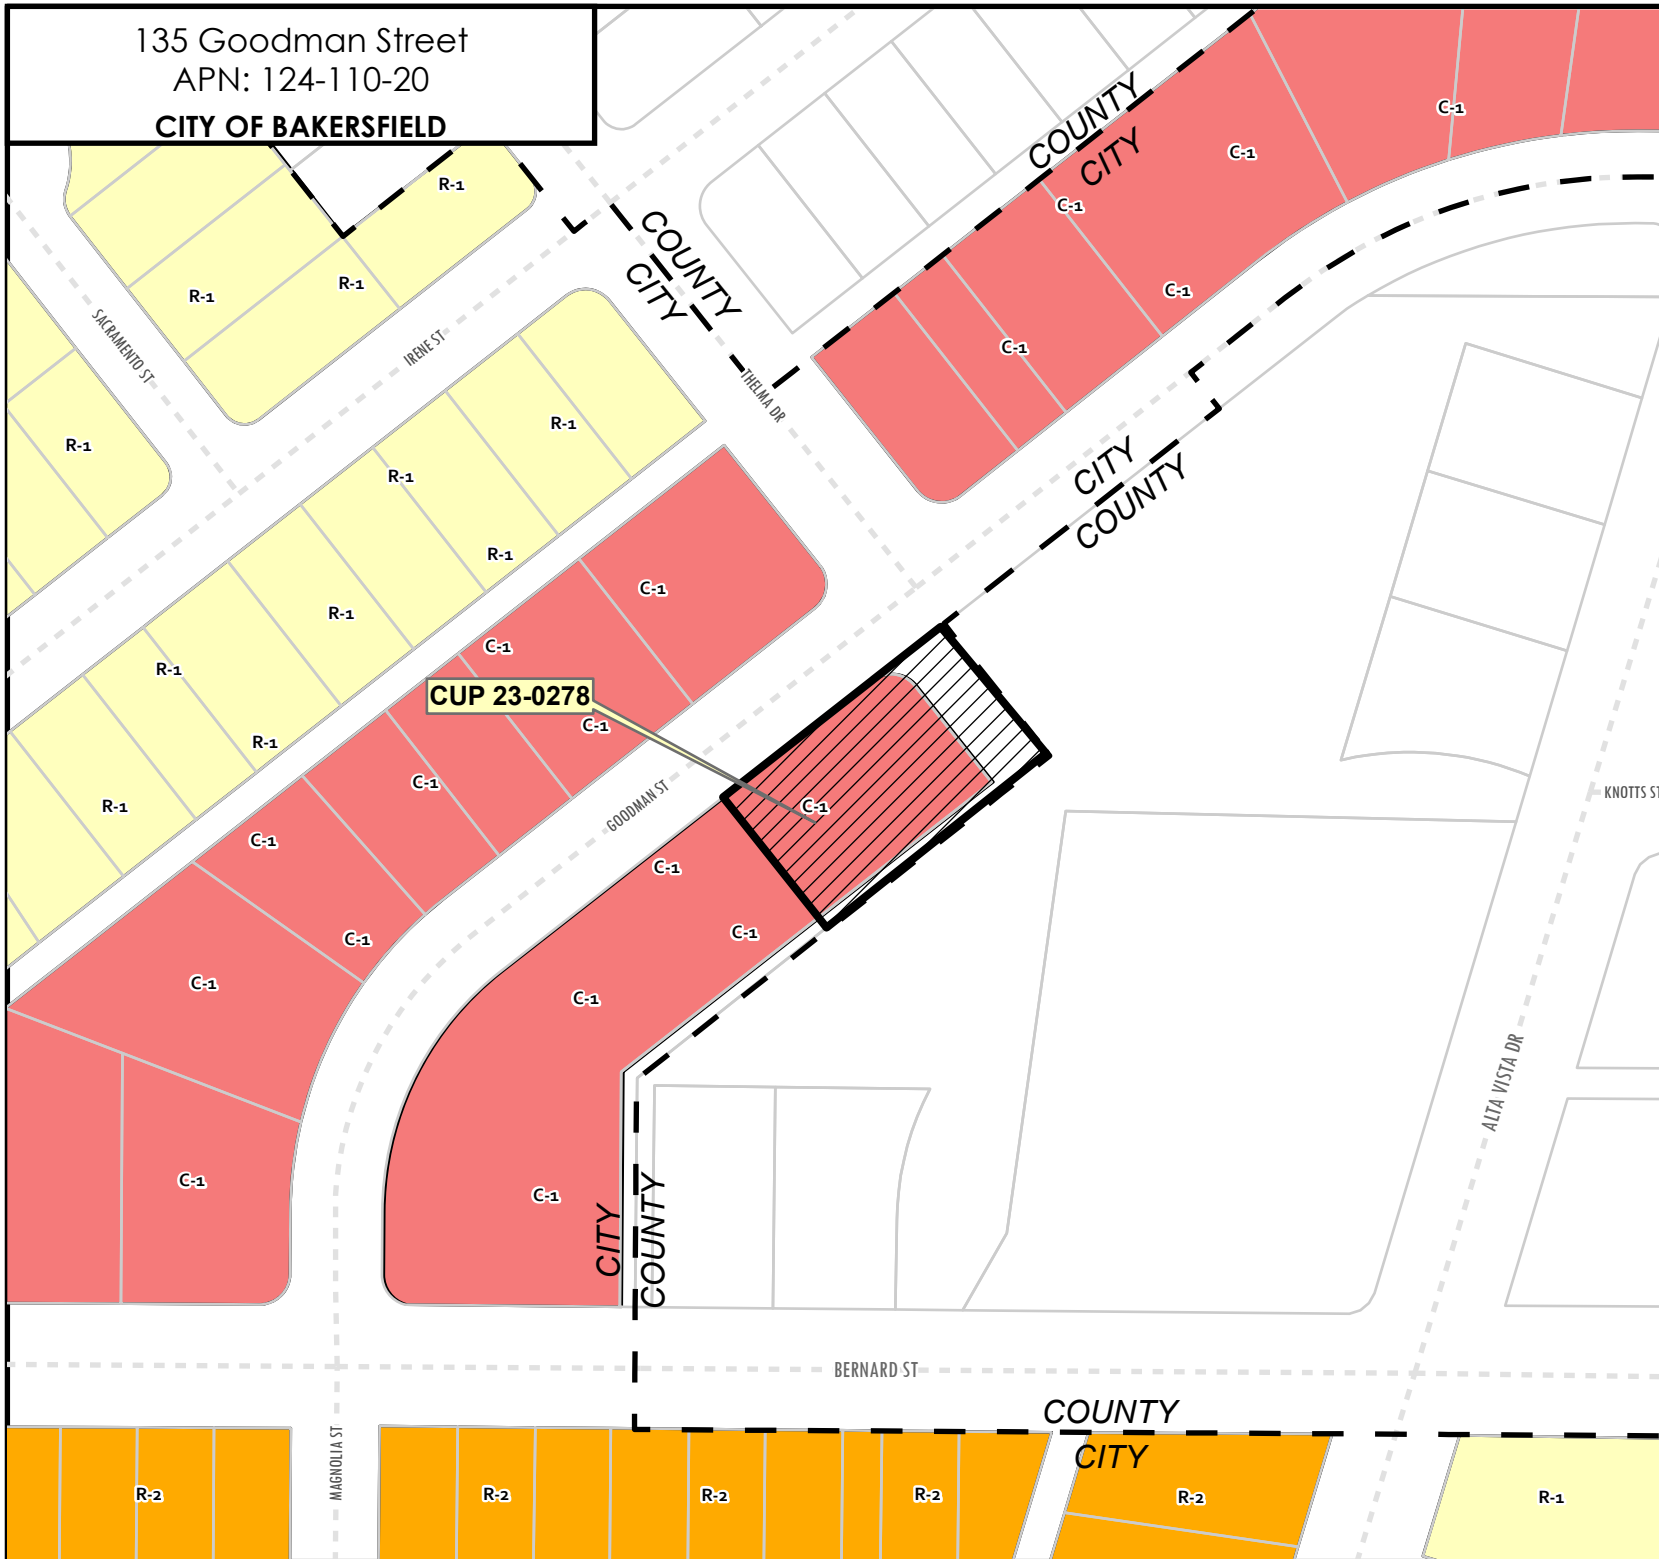 135 Goodman Street
APN: 124-110-20
CITY OF BAKERSFIELD
COUNTY
CITY
C-1
C-1
C-1
R-1
COUNTY
CITY
R-1
R-1
C-1
SACRAMENTO ST
IRENE ST
C-1
THELMA DR
R-1
R-1
R-1
CITY
COUNTY
R-1
C-1
R-1
C-1
R-1
CUP 23-0278
C-1
R-1
C-1
KNOTTS ST
R-1
GOODMAN ST
C-1
C-1
C-1
C-1
C-1
C-1
C-1
ALTA VISTA DR
C-1
C-1
CITY
COUNTY
BERNARD ST
COUNTY
CITY
MAGNOLIA ST
R-2
R-2
R-2
R-2
R-2
R-1